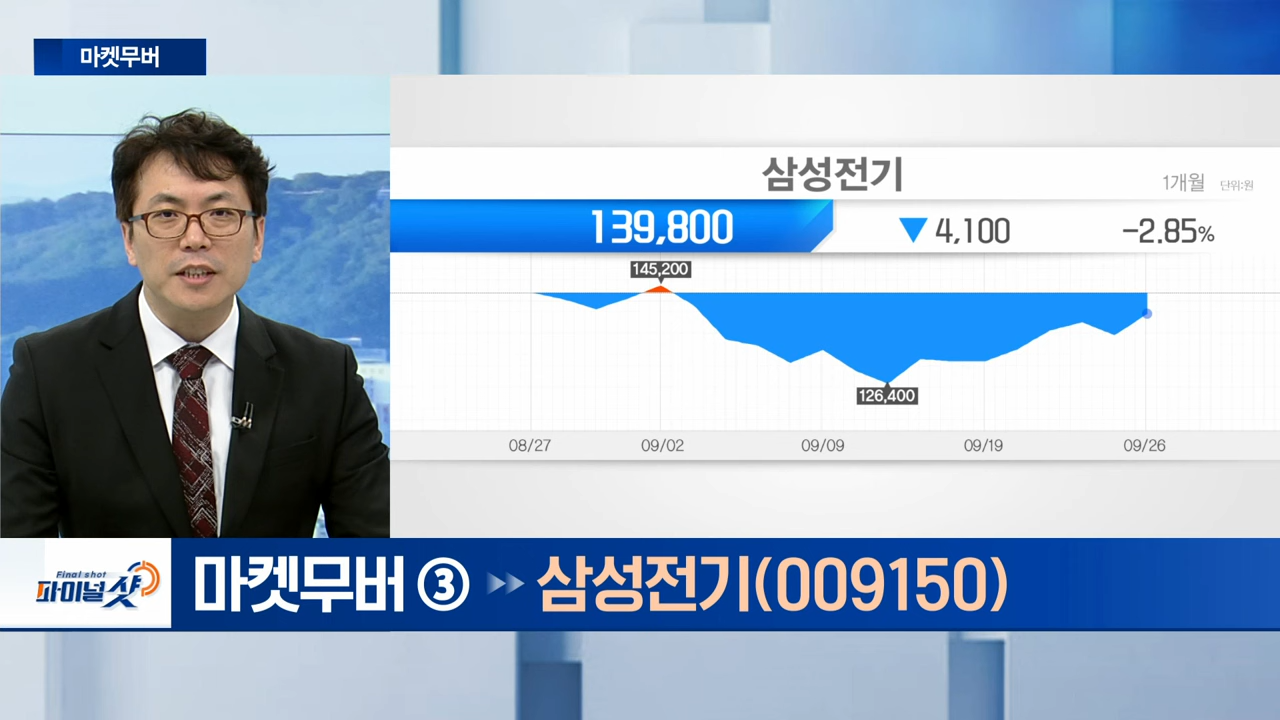 마켓무버
삼성전기
1개월 단위:원
139,800 ▼ 4,100 -2.85%
145,200
126,400
08/27 09/02 09/09 09/19 09/26
Final shot
파이널샷
마켓무버 ③ 삼성전기(009150)